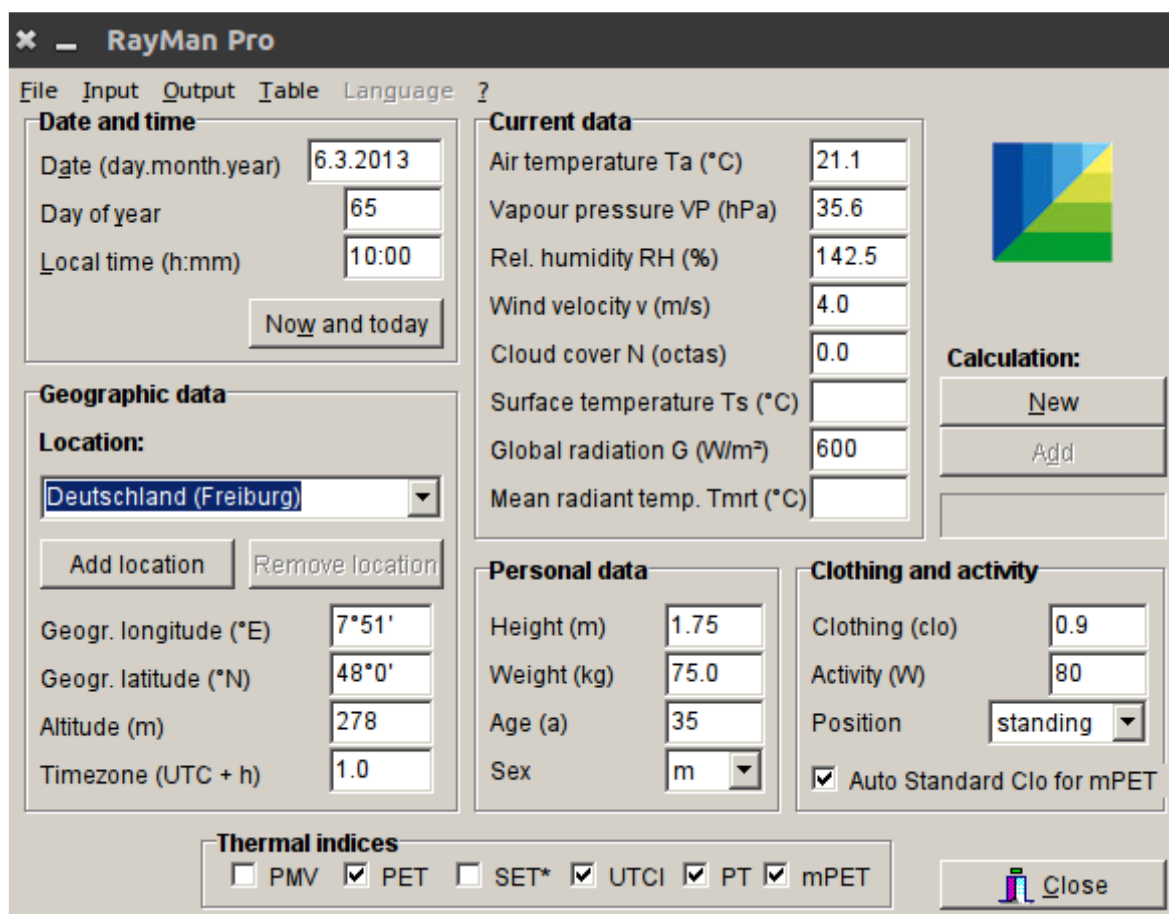 RayMan Pro
File Input Output Table Language ?
Date and time
Date (day.month.year) 6.3.2013
Day of year 65
Local time (h:mm) 10:00
Now and today
Geographic data
Location:
Deutschland (Freiburg)
Add location Remove location
Geogr. longitude (°E) 7°51'
Geogr. latitude (°N) 48°0'
Altitude (m) 278
Timezone (UTC + h) 1.0
Current data
Air temperature Ta (°C) 21.1
Vapour pressure VP (hPa) 35.6
Rel. humidity RH (%) 142.5
Wind velocity v (m/s) 4.0
Cloud cover N (octas) 0.0
Surface temperature Ts (°C)
Global radiation G (W/m²) 600
Mean radiant temp. Tmrt (°C)
Calculation:
New
Add
Personal data
Height (m) 1.75
Weight (kg) 75.0
Age (a) 35
Sex m
Clothing and activity
Clothing (clo) 0.9
Activity (W) 80
Position standing
Auto Standard Clo for mPET
Thermal indices
PMV PET SET* UTCI PT mPET
Close